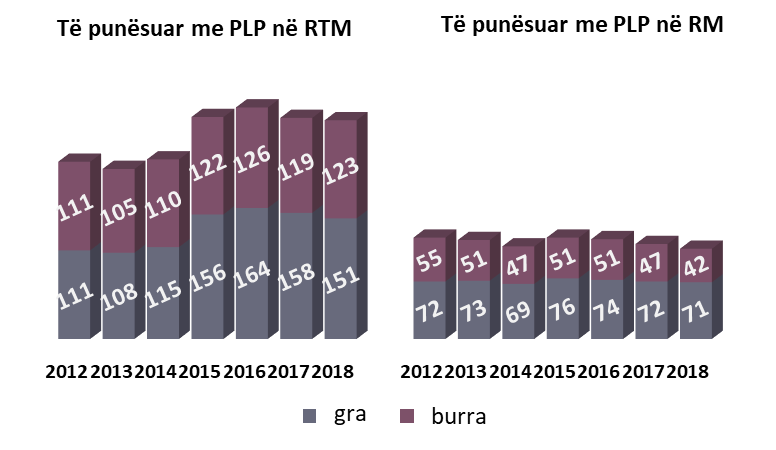 Të punësuar me PLP në RTM
111 105 110 122 126 119 123
111 108 115 156 164 158 151
2012 2013 2014 2015 2016 2017 2018
Të punësuar me PLP në RM
55 51 47 51 51 47 42
72 73 69 76 74 72 71
2012 2013 2014 2015 2016 2017 2018
gra burra